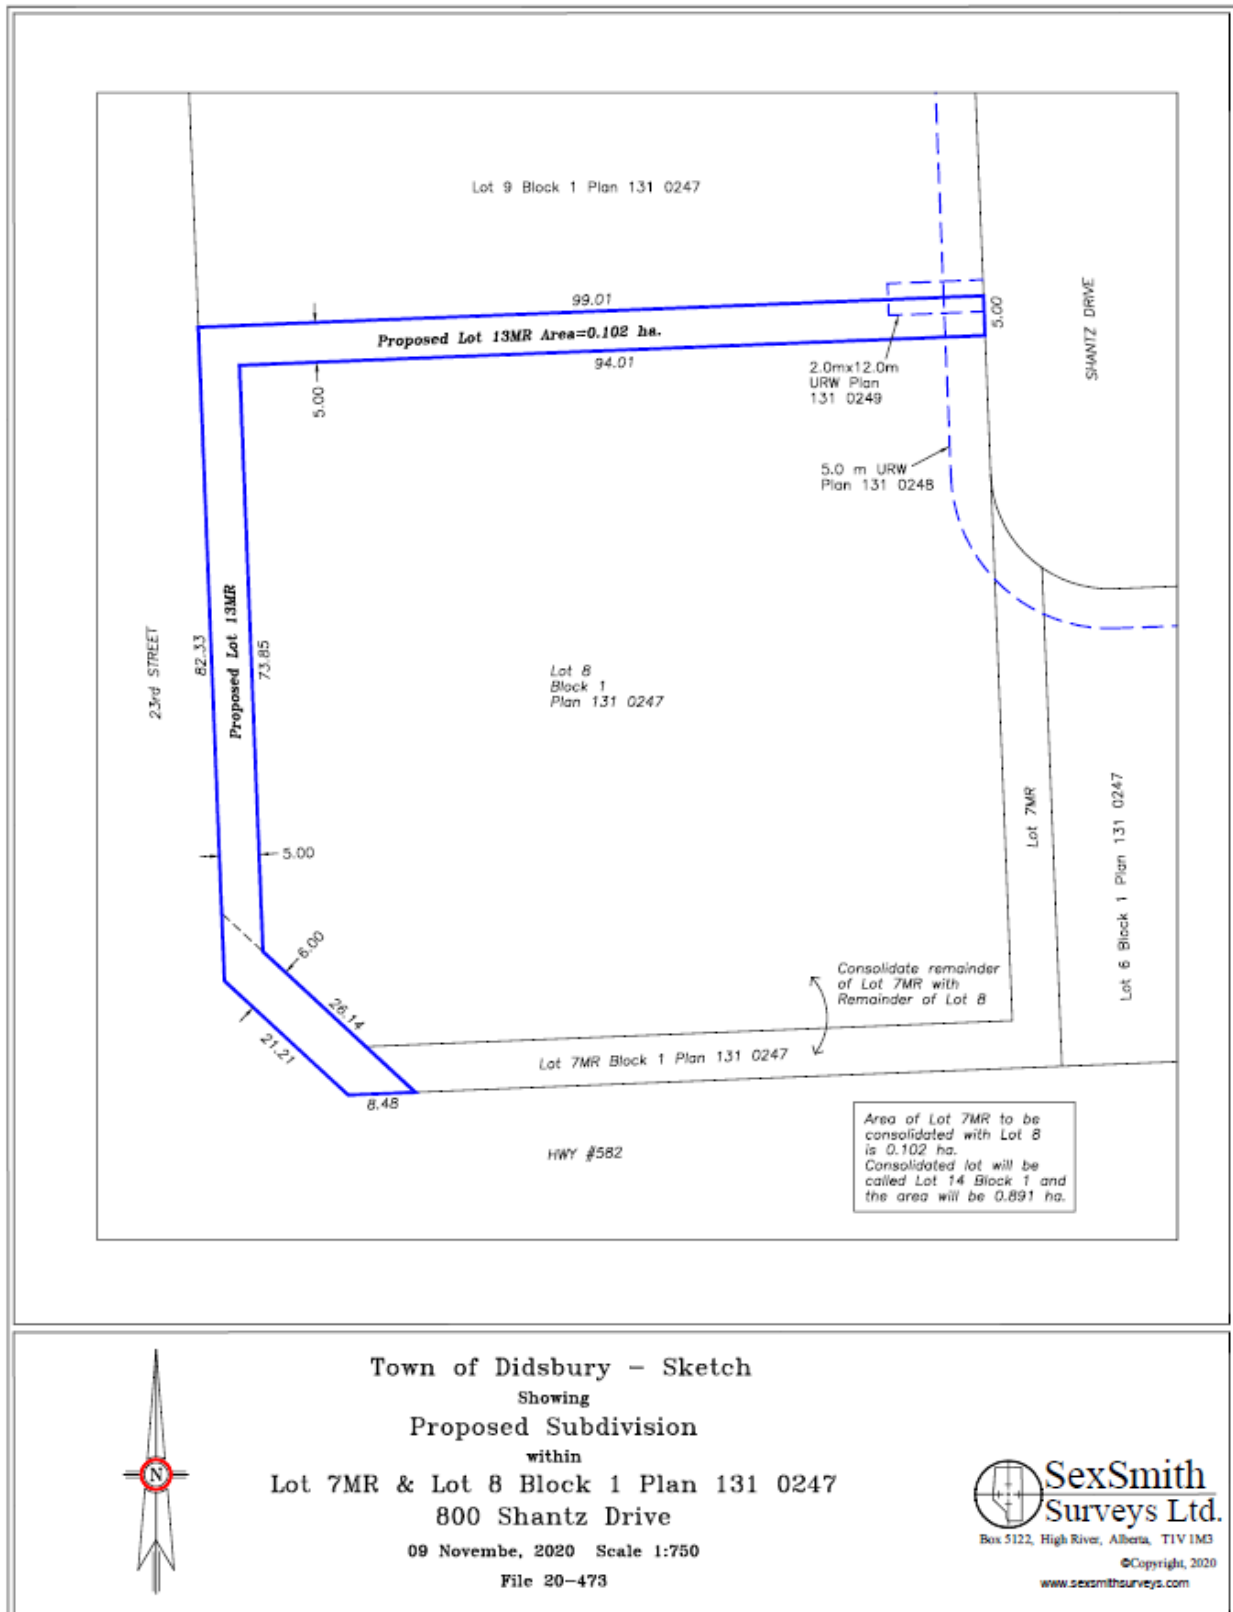 Lot 9 Block 1 Plan 131 0247
SHANTZ DRIVE
99.01
5.00
Proposed Lot 13MR Area=0.102 ha.
94.01
5.00
2.0mx12.0m
URW Plan
131 0249
5.0 m URW
Plan 131 0248
23rd STREET
82.33
Proposed Lot 13MR
73.85
Lot 8
Block 1
Plan 131 0247
5.00
Lot 7MR
Lot 6 Block 1 Plan 131 0247
6.00
26.14
21.21
8.48
Consolidate remainder
of Lot 7MR with
Remainder of Lot 8
Lot 7MR Block 1 Plan 131 0247
HWY #582
Area of Lot 7MR to be
consolidated with Lot 8
is 0.102 ha.
Consolidated lot will be
called Lot 14 Block 1 and
the area will be 0.891 ha.
N
Town of Didsbury - Sketch
Showing
Proposed Subdivision
within
Lot 7MR & Lot 8 Block 1 Plan 131 0247
800 Shantz Drive
09 Novembe, 2020 Scale 1:750
File 20-473
SexSmith
Surveys Ltd.
Box 5122, High River, Alberta, T1V 1M3
©Copyright, 2020
www.sexsmithsurveys.com